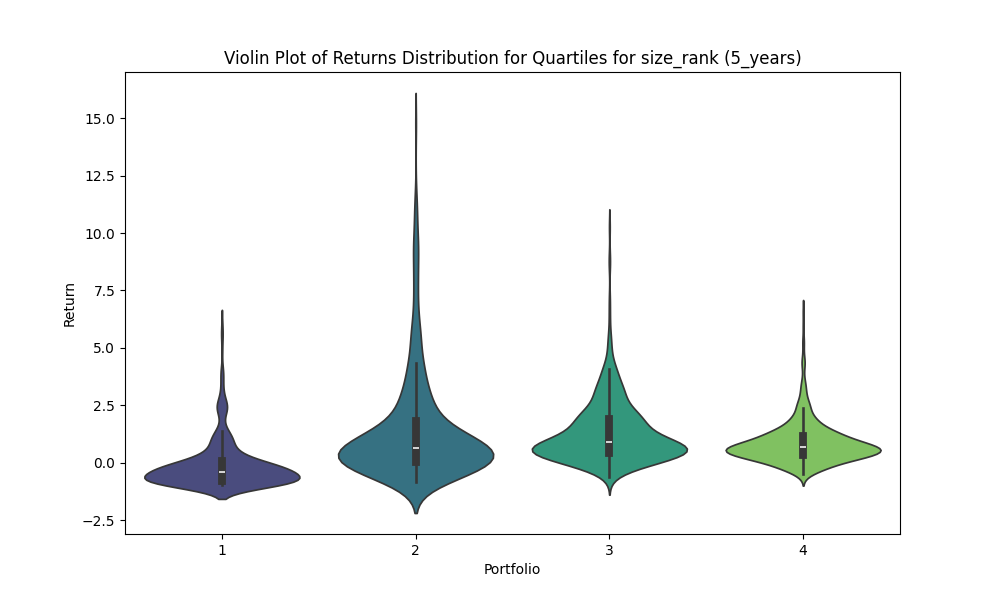 Violin Plot of Returns Distribution for Quartiles for size_rank (5_years)
15.0
12.5
10.0
7.5
5.0
2.5
0.0
−2.5
Return
1 2 3 4
Portfolio